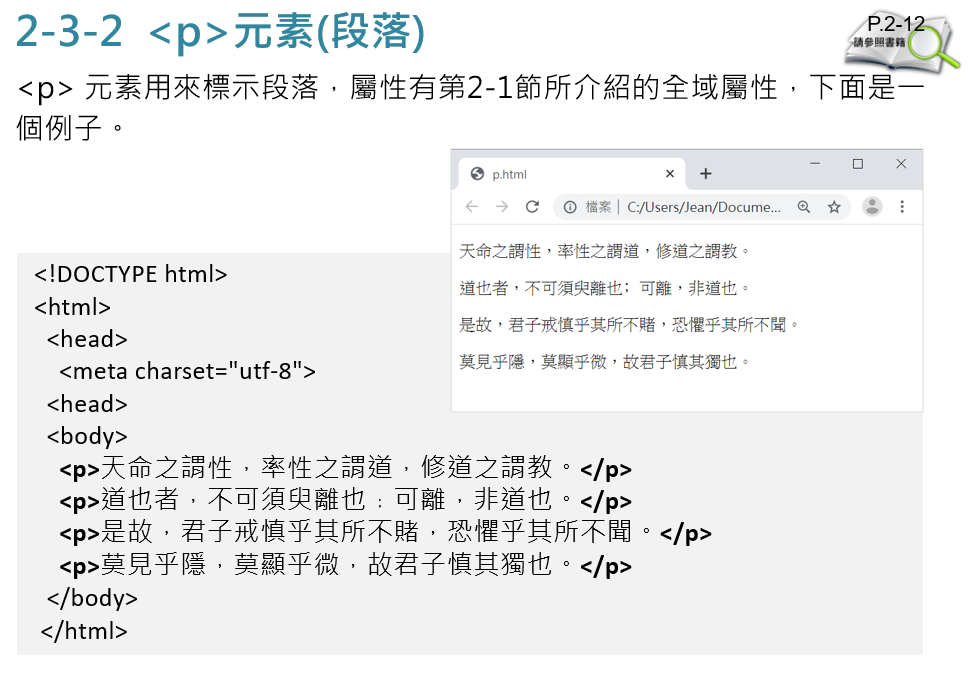 2-3-2 <p>元素(段落)
P.2-12
請參照書籍
<p> 元素用來標示段落，屬性有第2-1節所介紹的全域屬性，下面是一
個例子。
p.html
檔案 | C:/Users/Jean/Docume...
天命之謂性，率性之謂道，修道之謂教。
道也者，不可須臾離也；可離，非道也。
是故，君子戒慎乎其所不賭，恐懼乎其所不聞。
莫見乎隱，莫顯乎微，故君子慎其獨也。
<!DOCTYPE html>
<html>
<head>
<meta charset="utf-8">
<head>
<body>
<p>天命之謂性，率性之謂道，修道之謂教。</p>
<p>道也者，不可須臾離也；可離，非道也。</p>
<p>是故，君子戒慎乎其所不賭，恐懼乎其所不聞。</p>
<p>莫見乎隱，莫顯乎微，故君子慎其獨也。</p>
</body>
</html>